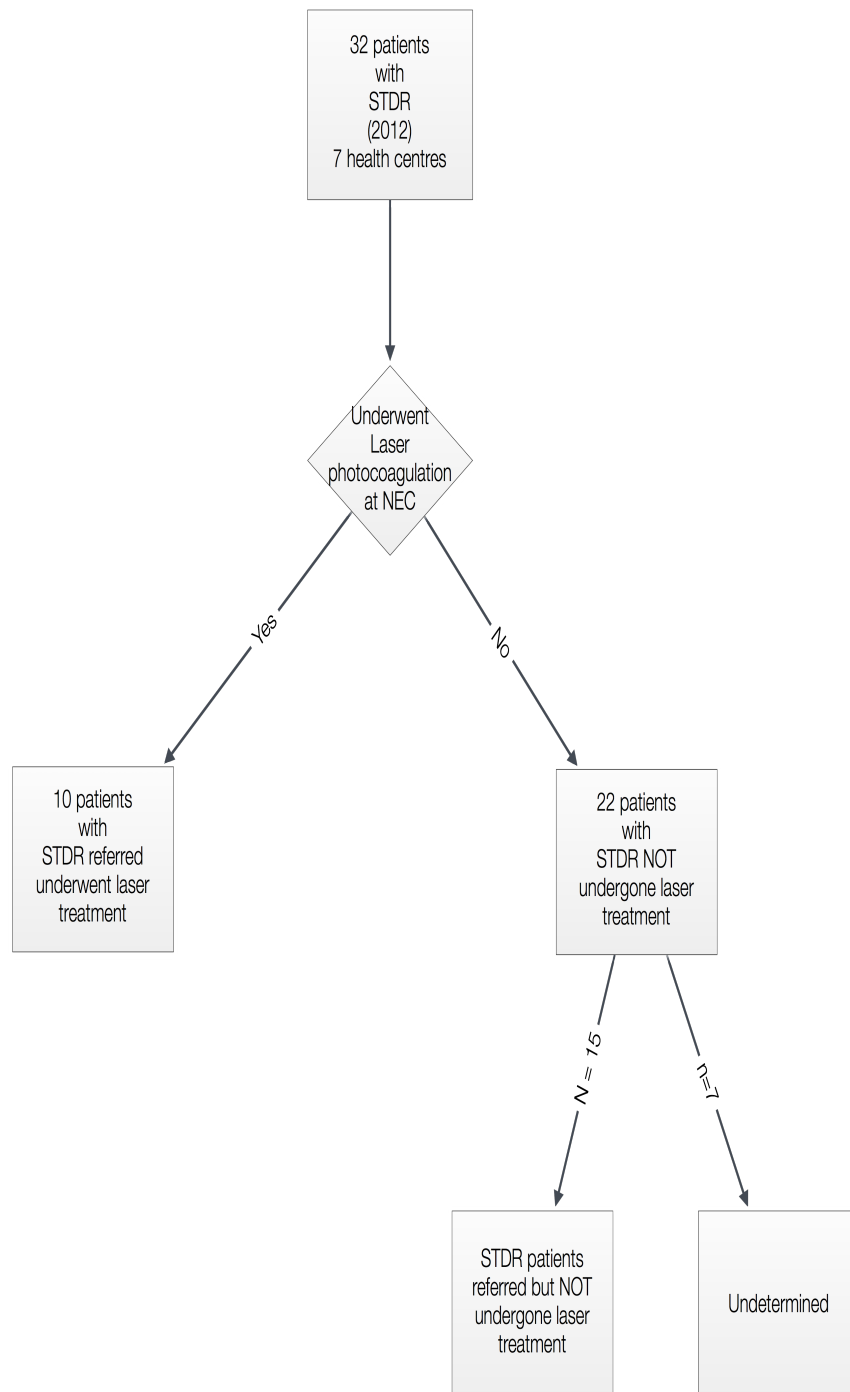 32 patients
with
STDR
(2012)
7 health centres
Underwent
Laser
photocoagulation
at NEC
Yes
No
10 patients
with
STDR referred
underwent laser
treatment
22 patients
with
STDR NOT
undergone laser
treatment
N = 15
n=7
STDR patients
referred but NOT
undergone laser
treatment
Undetermined